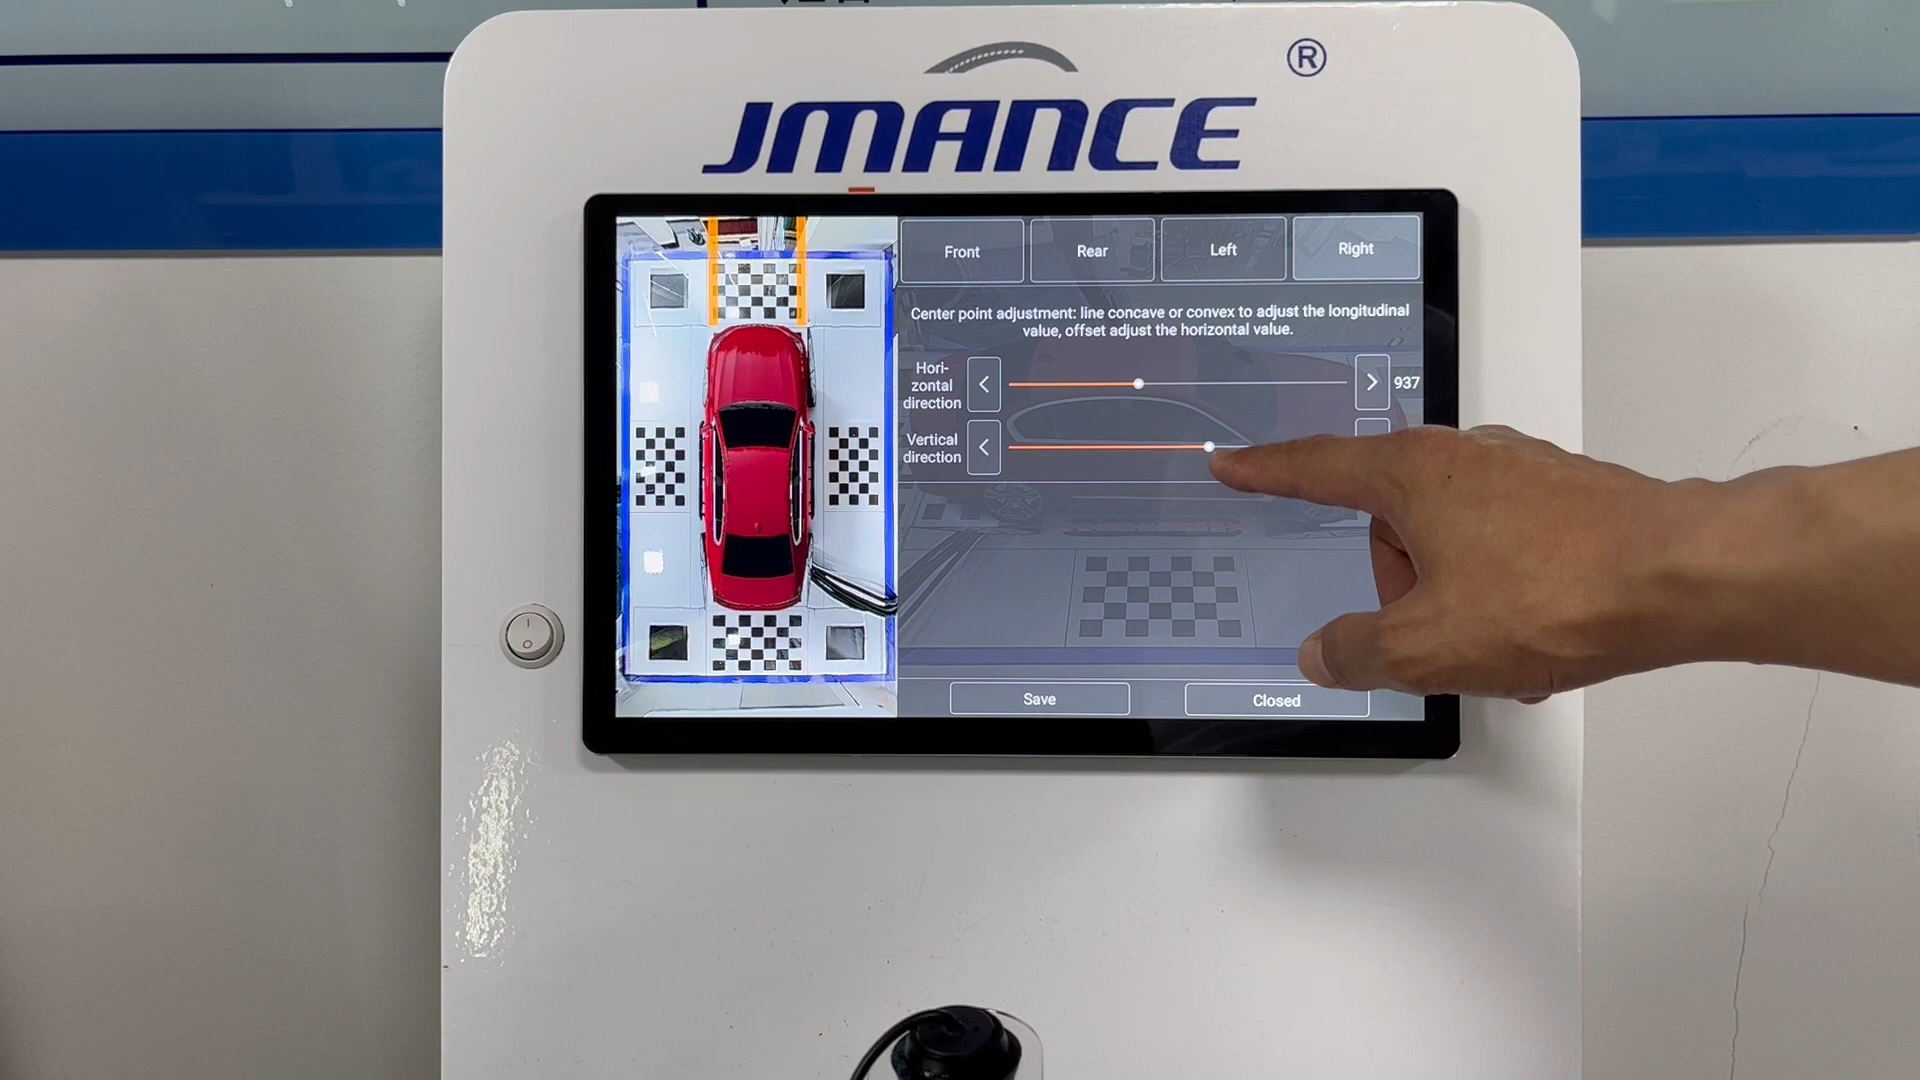 ®
JMANCE
Front
Rear
Left
Right
Center point adjustment: line concave or convex to adjust the longitudinal
value, offset adjust the horizontal value.
Hori-
zontal
direction
<
>
937
Vertical
direction
<
Save
Closed